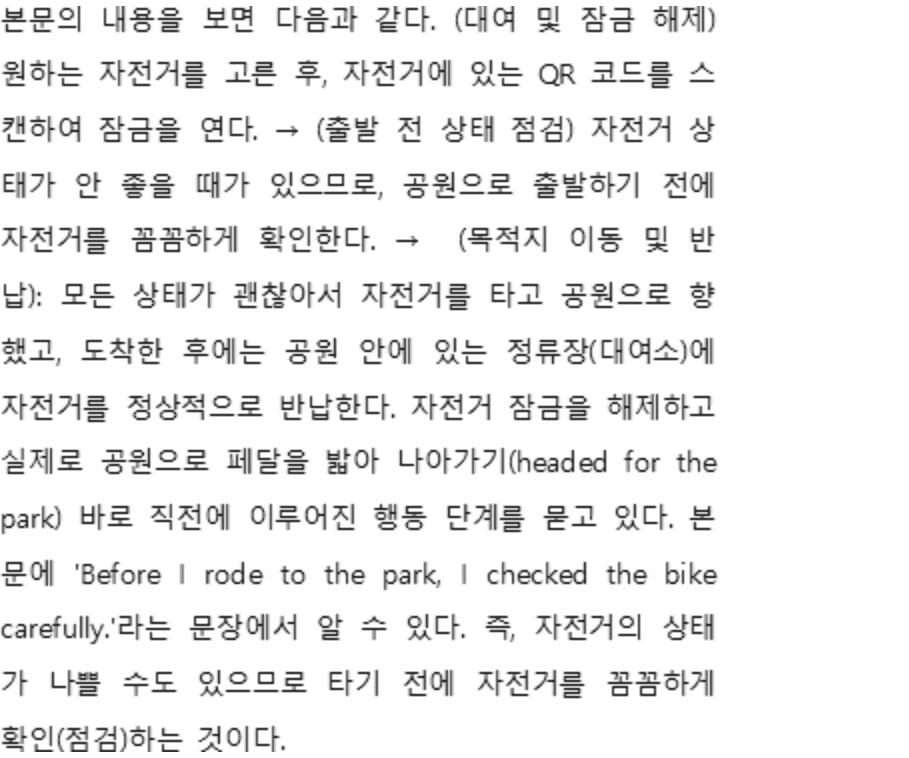 본문의 내용을 보면 다음과 같다. (대여 및 잠금 해제)
원하는 자전거를 고른 후, 자전거에 있는 QR 코드를 스
캔하여 잠금을 연다. → (출발 전 상태 점검) 자전거 상
태가 안 좋을 때가 있으므로, 공원으로 출발하기 전에
자전거를 꼼꼼하게 확인한다. → (목적지 이동 및 반
납): 모든 상태가 괜찮아서 자전거를 타고 공원으로 향
했고, 도착한 후에는 공원 안에 있는 정류장(대여소)에
자전거를 정상적으로 반납한다. 자전거 잠금을 해제하고
실제로 공원으로 페달을 밟아 나아가기(headed for the
park) 바로 직전에 이루어진 행동 단계를 묻고 있다. 본
문에 'Before I rode to the park, I checked the bike
carefully.'라는 문장에서 알 수 있다. 즉, 자전거의 상태
가 나쁠 수도 있으므로 타기 전에 자전거를 꼼꼼하게
확인(점검)하는 것이다.